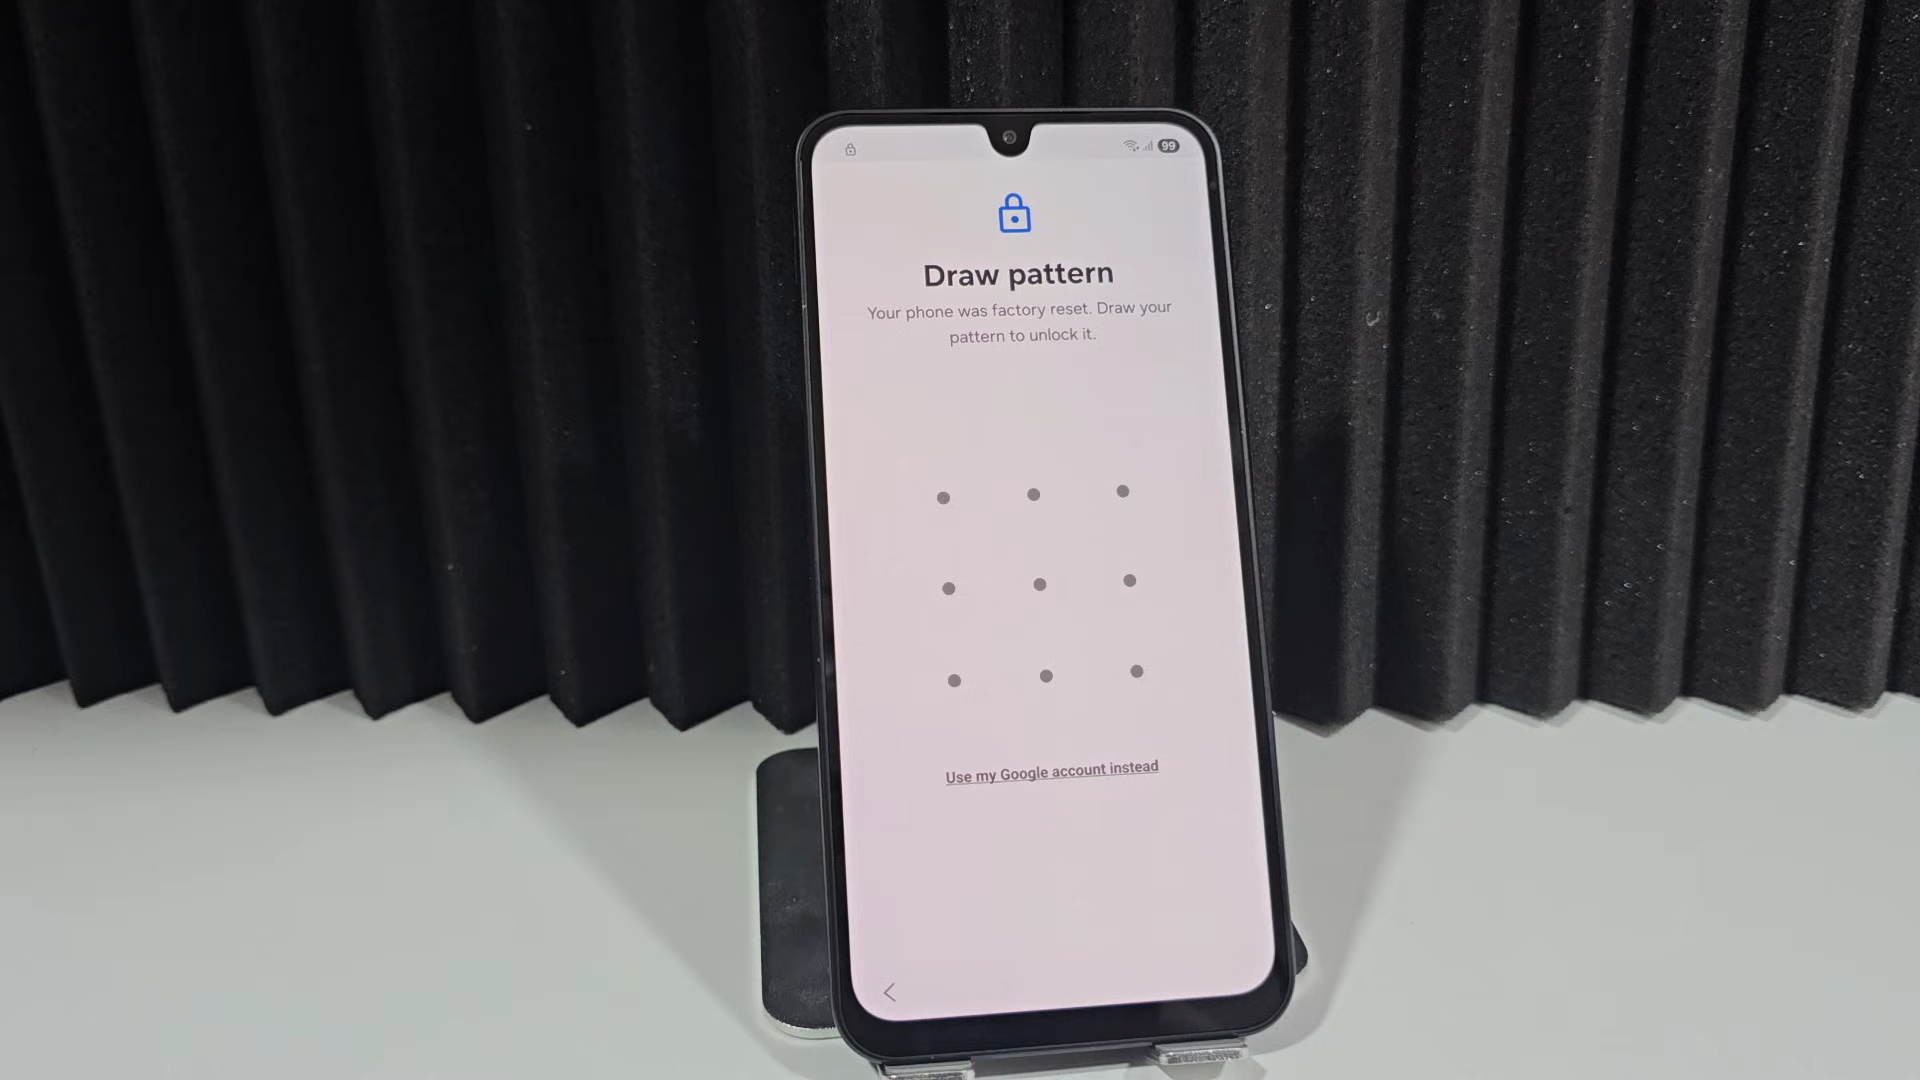 99
Draw pattern
Your phone was factory reset. Draw your
pattern to unlock it.
Use my Google account instead